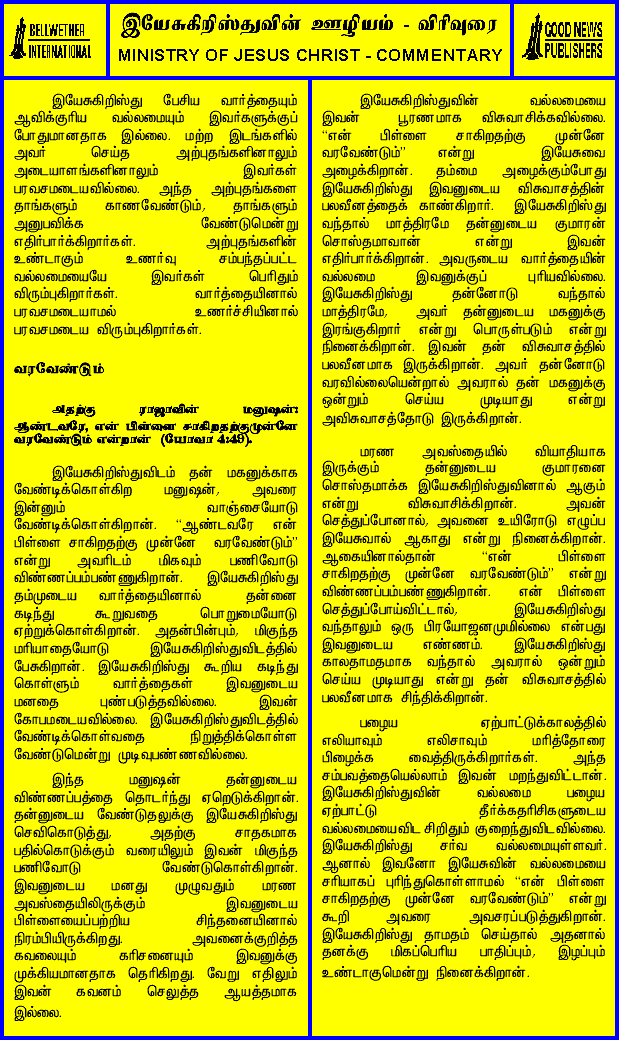 BELLWETHER
INTERNATIONAL
இயேசுகிறிஸ்துவின் ஊழியம் - விரிவுரை
MINISTRY OF JESUS CHRIST - COMMENTARY
GOOD NEWS
PUBLISHERS
இயேசுகிறிஸ்து பேசிய வார்த்தையும்
ஆவிக்குரிய வல்லமையும் இவர்களுக்குப்
போதுமானதாக இல்லை. மற்ற இடங்களில்
அவர் செய்த அற்புதங்களினாலும்
அடையாளங்களினாலும் இவர்கள்
பரவசமடையவில்லை. அந்த அற்புதங்களை
தாங்களும் காணவேண்டும், தாங்களும்
அனுபவிக்க வேண்டுமென்று
எதிர்பார்க்கிறார்கள். அற்புதங்களின்
உண்டாகும் உணர்வு சம்பந்தப்பட்ட
வல்லமையையே இவர்கள் பெரிதும்
விரும்புகிறார்கள். வார்த்தையினால்
பரவசமடையாமல் உணர்ச்சியினால்
பரவசமடைய விரும்புகிறார்கள்.
வரவேண்டும்
அதற்கு ராஜாவின் மனுஷன்:
ஆண்டவரே, என் பிள்ளை சாகிறதற்குமுன்னே
வரவேண்டும் என்றான் (யோவா 4:49).
இயேசுகிறிஸ்துவிடம் தன் மகனுக்காக
வேண்டிக்கொள்கிற மனுஷன், அவரை
இன்னும் வாஞ்சையோடு
வேண்டிக்கொள்கிறான். “ஆண்டவரே என்
பிள்ளை சாகிறதற்கு முன்னே வரவேண்டும்”
என்று அவரிடம் மிகவும் பணிவோடு
விண்ணப்பம்பண்ணுகிறான். இயேசுகிறிஸ்து
தம்முடைய வார்த்தையினால் தன்னை
கடிந்து கூறுவதை பொறுமையோடு
ஏற்றுக்கொள்கிறான். அதன்பின்பும், மிகுந்த
மரியாதையோடு இயேசுகிறிஸ்துவிடத்தில்
பேசுகிறான். இயேசுகிறிஸ்து கூறிய கடிந்து
கொள்ளும் வார்த்தைகள் இவனுடைய
மனதை புண்படுத்தவில்லை. இவன்
கோபமடையவில்லை. இயேசுகிறிஸ்துவிடத்தில்
வேண்டிக்கொள்வதை நிறுத்திக்கொள்ள
வேண்டுமென்று முடிவுபண்ணவில்லை.
இந்த மனுஷன் தன்னுடைய
விண்ணப்பத்தை தொடர்ந்து ஏறெடுக்கிறான்.
தன்னுடைய வேண்டுதலுக்கு இயேசுகிறிஸ்து
செவிகொடுத்து, அதற்கு சாதகமாக
பதில்கொடுக்கும் வரையிலும் இவன் மிகுந்த
பணிவோடு வேண்டுகொள்கிறான்.
இவனுடைய மனது முழுவதும் மரண
அவஸ்தையிலிருக்கும் இவனுடைய
பிள்ளையைப்பற்றிய சிந்தனையினால்
நிரம்பியிருக்கிறது. அவனைக்குறித்த
கவலையும் கரிசனையும் இவனுக்கு
முக்கியமானதாக தெரிகிறது. வேறு எதிலும்
இவன் கவனம் செலுத்த ஆயத்தமாக
இல்லை.
இயேசுகிறிஸ்துவின் வல்லமையை
இவன் பூரணமாக விசுவாசிக்கவில்லை.
“என் பிள்ளை சாகிறதற்கு முன்னே
வரவேண்டும்” என்று இயேசுவை
அழைக்கிறான். தம்மை அழைக்கும்போது
இயேசுகிறிஸ்து இவனுடைய விசுவாசத்தின்
பலவீனத்தைக் காண்கிறார். இயேசுகிறிஸ்து
வந்தால் மாத்திரமே தன்னுடைய குமாரன்
சொஸ்தமாவான் என்று இவன்
எதிர்பார்க்கிறான். அவருடைய வார்த்தையின்
வல்லமை இவனுக்குப் புரியவில்லை.
இயேசுகிறிஸ்து தன்னோடு வந்தால்
மாத்திரமே, அவர் தன்னுடைய மகனுக்கு
இரங்குகிறார் என்று பொருள்படும் என்று
நினைக்கிறான். இவன் தன் விசுவாசத்தில்
பலவீனமாக இருக்கிறான். அவர் தன்னோடு
வரவில்லையென்றால் அவரால் தன் மகனுக்கு
ஒன்றும் செய்ய முடியாது என்று
அவிசுவாசத்தோடு இருக்கிறான்.
மரண அவஸ்தையில் வியாதியாக
இருக்கும் தன்னுடைய குமாரனை
சொஸ்தமாக்க இயேசுகிறிஸ்துவினால் ஆகும்
என்று விசுவாசிக்கிறான். அவன்
செத்துப்போனால், அவனை உயிரோடு எழுப்ப
இயேசுவால் ஆகாது என்று நினைக்கிறான்.
ஆகையினால்தான் “என் பிள்ளை
சாகிறதற்கு முன்னே வரவேண்டும்” என்று
விண்ணப்பம்பண்ணுகிறான். என் பிள்ளை
செத்துப்போய்விட்டால், இயேசுகிறிஸ்து
வந்தாலும் ஒரு பிரயோஜனமுமில்லை என்பது
இவனுடைய எண்ணம். இயேசுகிறிஸ்து
காலதாமதமாக வந்தால் அவரால் ஒன்றும்
செய்ய முடியாது என்று தன் விசுவாசத்தில்
பலவீனமாக சிந்திக்கிறான்.
பழைய ஏற்பாட்டுக்காலத்தில்
எலியாவும் எலிசாவும் மரித்தோரை
பிழைக்க வைத்திருக்கிறார்கள். அந்த
சம்பவத்தையெல்லாம் இவன் மறந்துவிட்டான்.
இயேசுகிறிஸ்துவின் வல்லமை பழைய
ஏற்பாட்டு தீர்க்கதரிசிகளுடைய
வல்லமையைவிட சிறிதும் குறைந்துவிடவில்லை.
இயேசுகிறிஸ்து சர்வ வல்லமையுள்ளவர்.
ஆனால் இவனோ இயேசுவின் வல்லமையை
சரியாகப் புரிந்துகொள்ளாமல் “என் பிள்ளை
சாகிறதற்கு முன்னே வரவேண்டும்” என்று
கூறி அவரை அவசரப்படுத்துகிறான்.
இயேசுகிறிஸ்து தாமதம் செய்தால் அதனால்
தனக்கு மிகப்பெரிய பாதிப்பும், இழப்பும்
உண்டாகுமென்று நினைக்கிறான்.